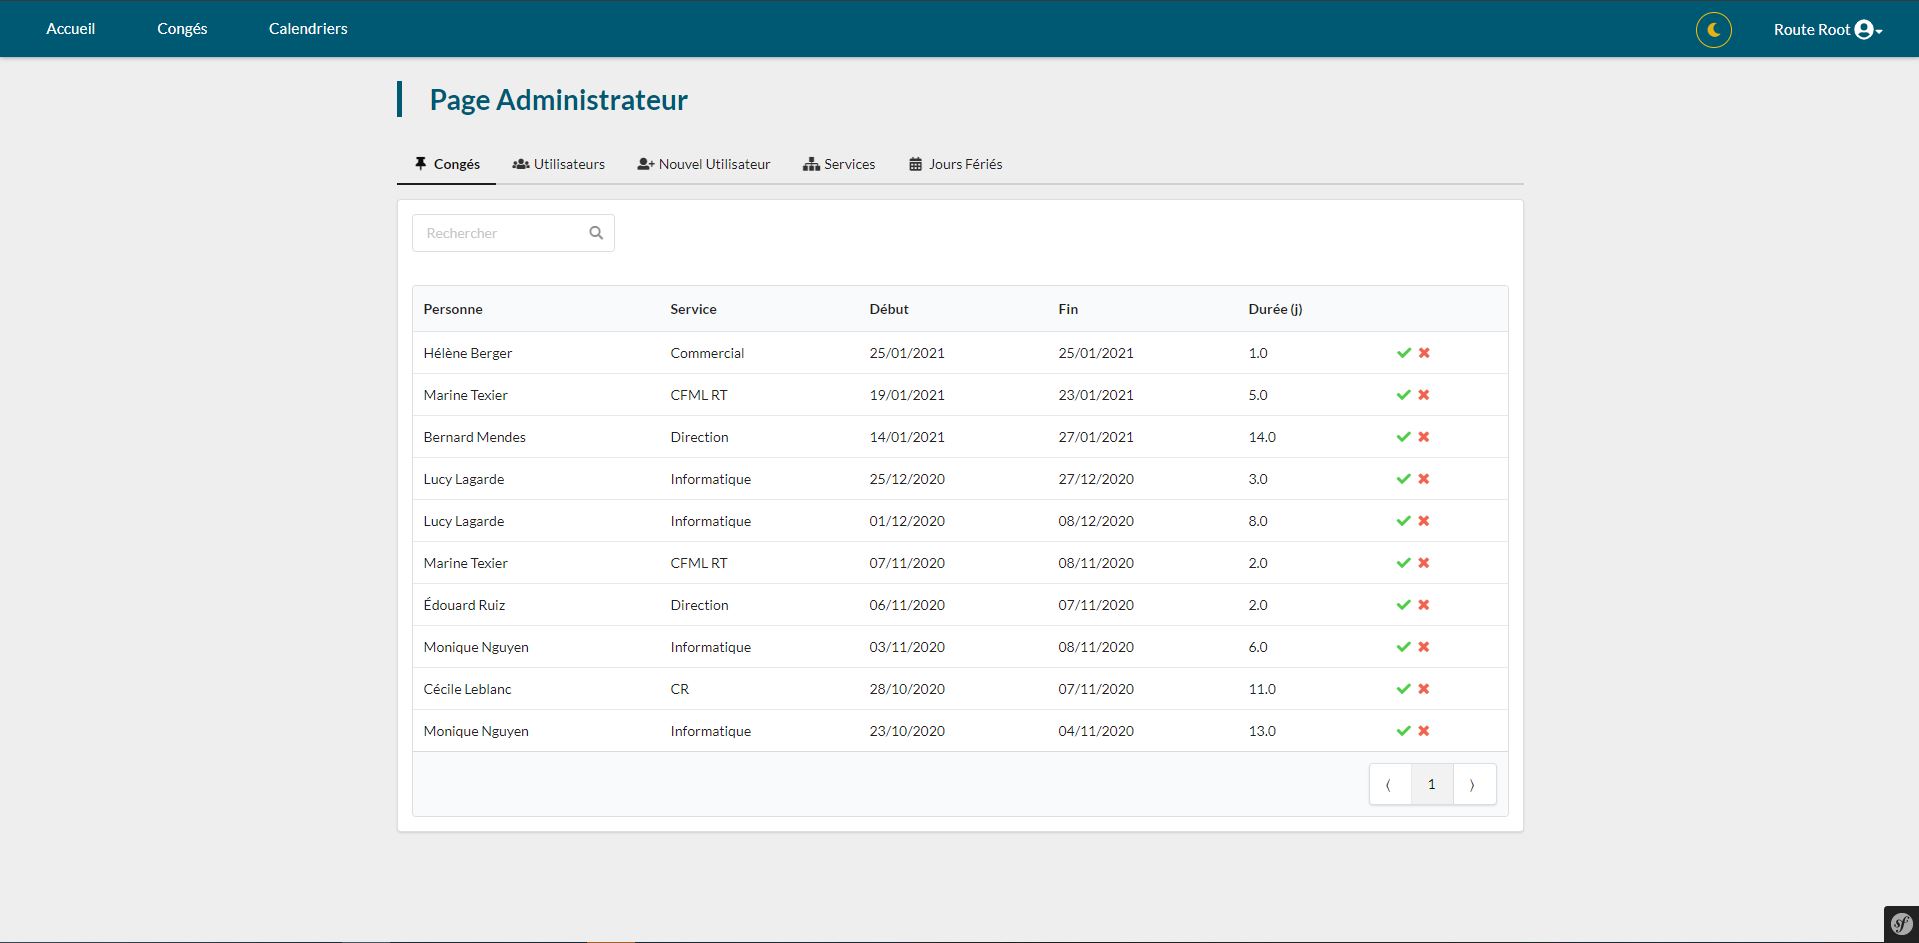 Accueil Congés Calendriers Route Root
Page Administrateur
Congés Utilisateurs Nouvel Utilisateur Services Jours Fériés
Rechercher
Personne Service Début Fin Durée (j)
Hélène Berger Commercial 25/01/2021 25/01/2021 1.0
Marine Texier CFML RT 19/01/2021 23/01/2021 5.0
Bernard Mendes Direction 14/01/2021 27/01/2021 14.0
Lucy Lagarde Informatique 25/12/2020 27/12/2020 3.0
Lucy Lagarde Informatique 01/12/2020 08/12/2020 8.0
Marine Texier CFML RT 07/11/2020 08/11/2020 2.0
Édouard Ruiz Direction 06/11/2020 07/11/2020 2.0
Monique Nguyen Informatique 03/11/2020 08/11/2020 6.0
Cécile Leblanc CR 28/10/2020 07/11/2020 11.0
Monique Nguyen Informatique 23/10/2020 04/11/2020 13.0
⟨ 1 ⟩
sf